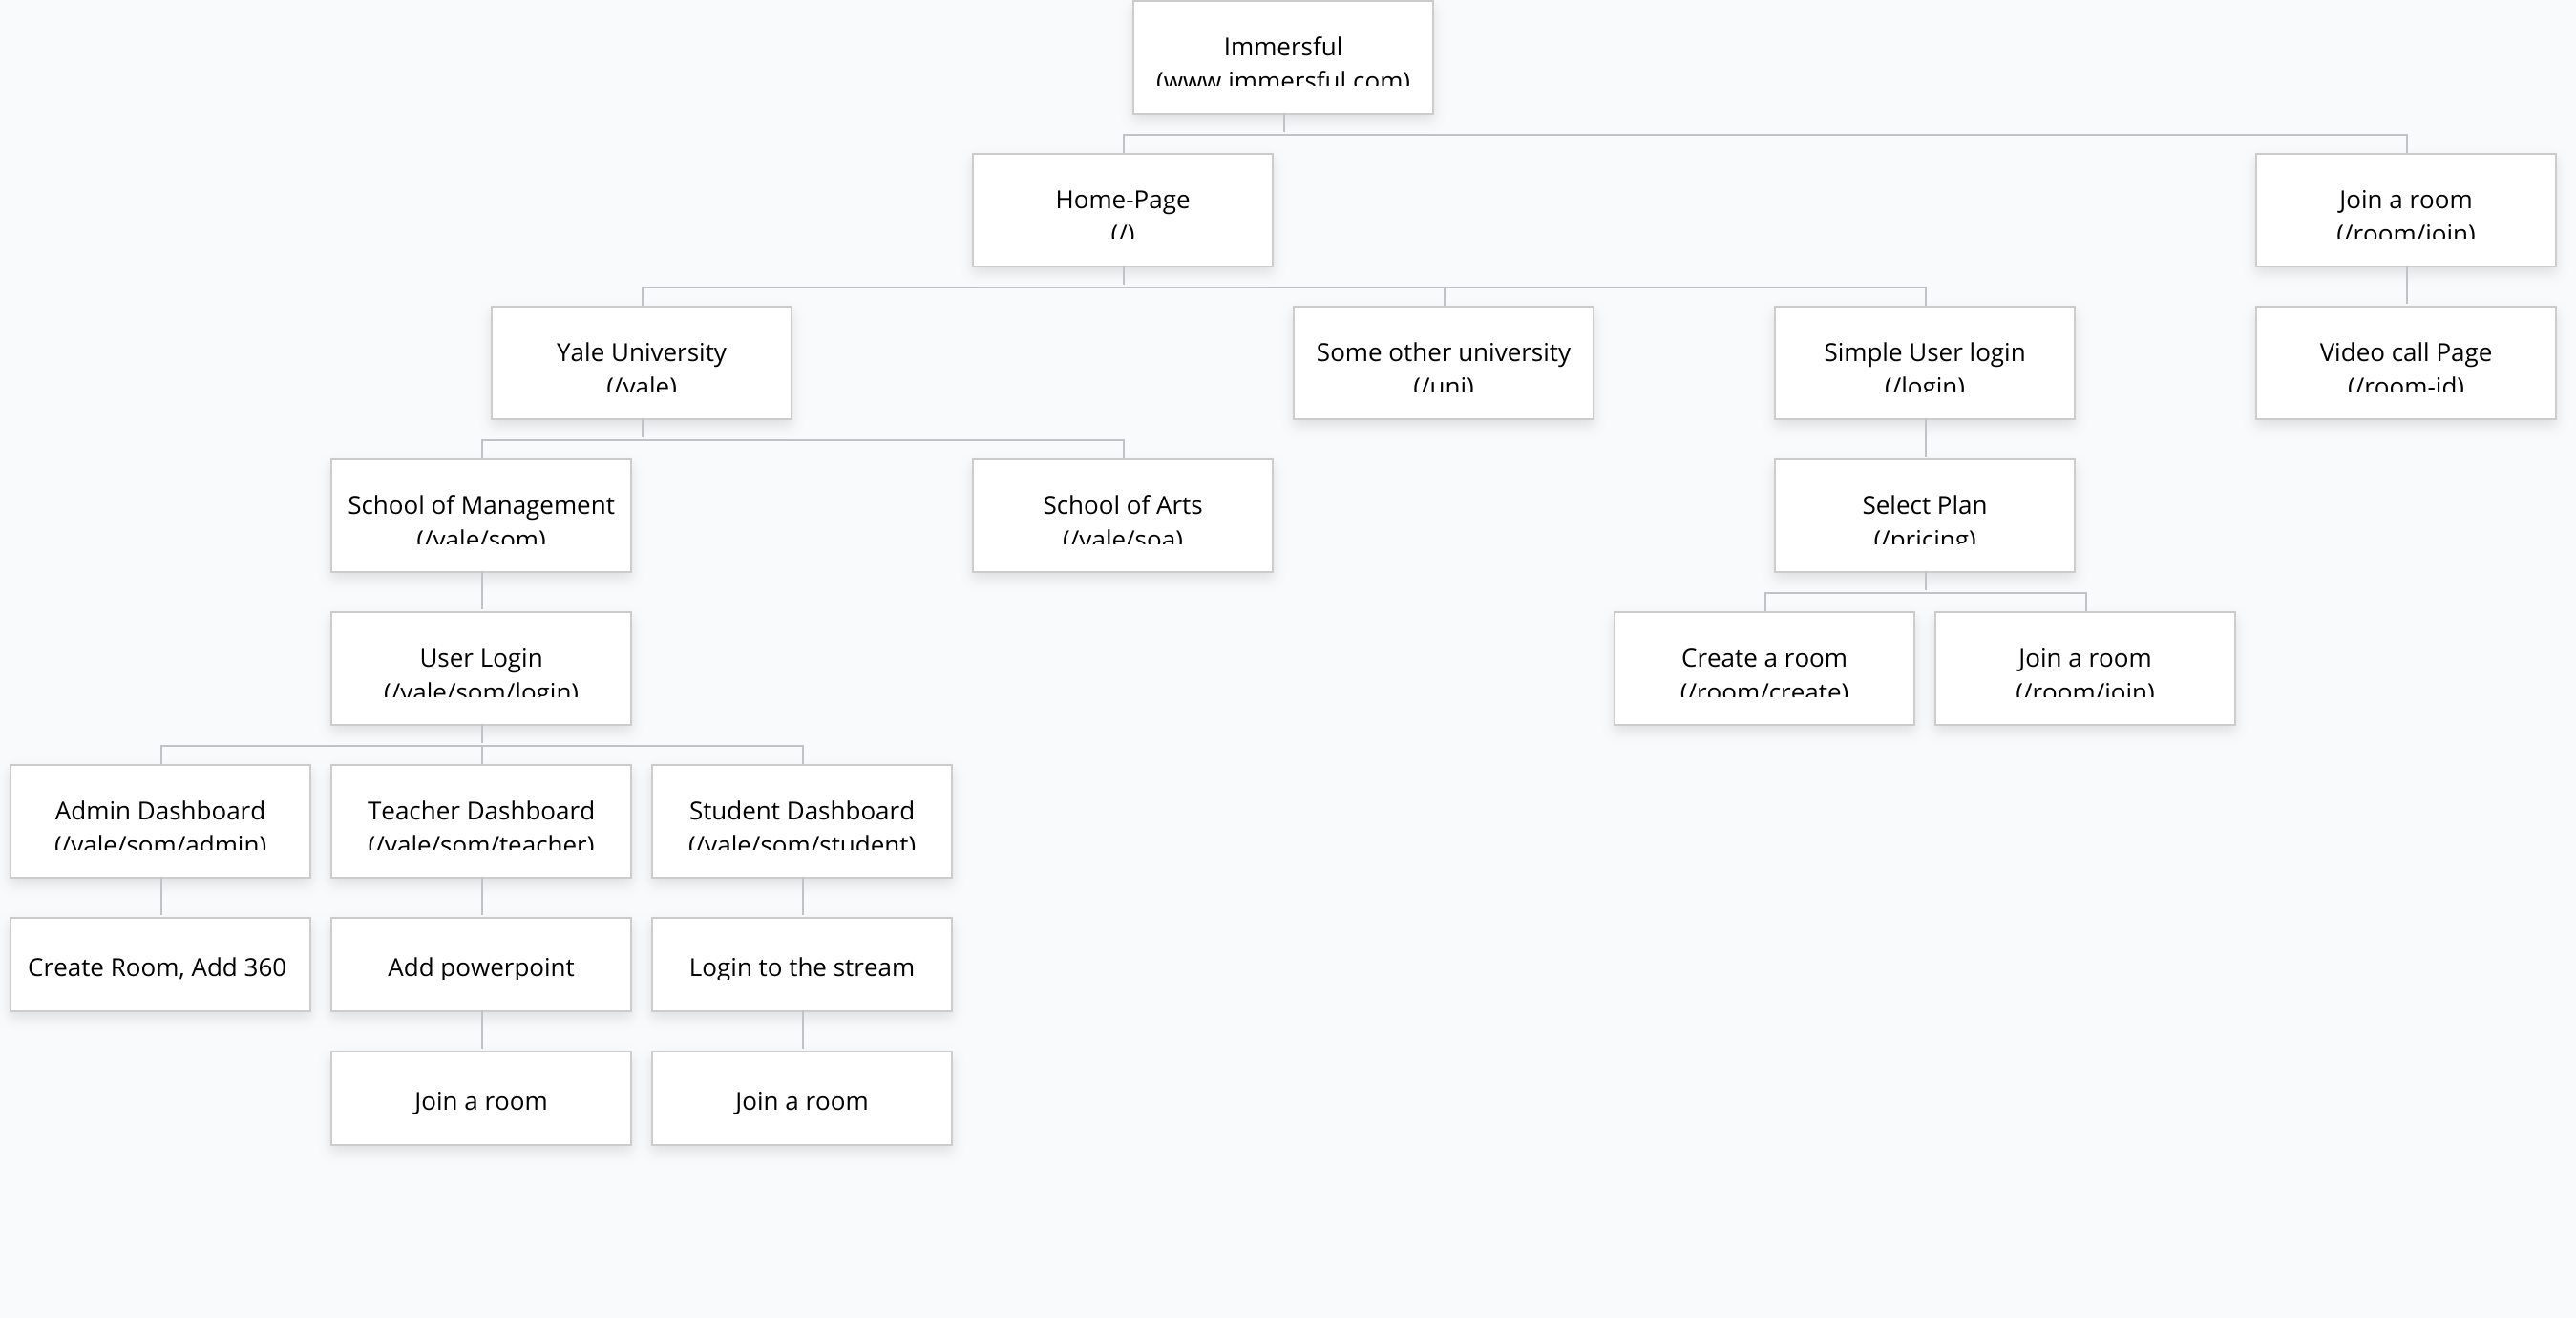 Immersful
(www.immersful.com)
Home-Page
(/)
Join a room
(/room/join)
Yale University
(/yale)
Some other university
(/uni)
Simple User login
(/login)
Video call Page
(/room-id)
School of Management
(/yale/som)
School of Arts
(/yale/soa)
Select Plan
(/pricing)
User Login
(/yale/som/login)
Create a room
(/room/create)
Join a room
(/room/join)
Admin Dashboard
(/yale/som/admin)
Teacher Dashboard
(/yale/som/teacher)
Student Dashboard
(/yale/som/student)
Create Room, Add 360
Add powerpoint
Login to the stream
Join a room
Join a room